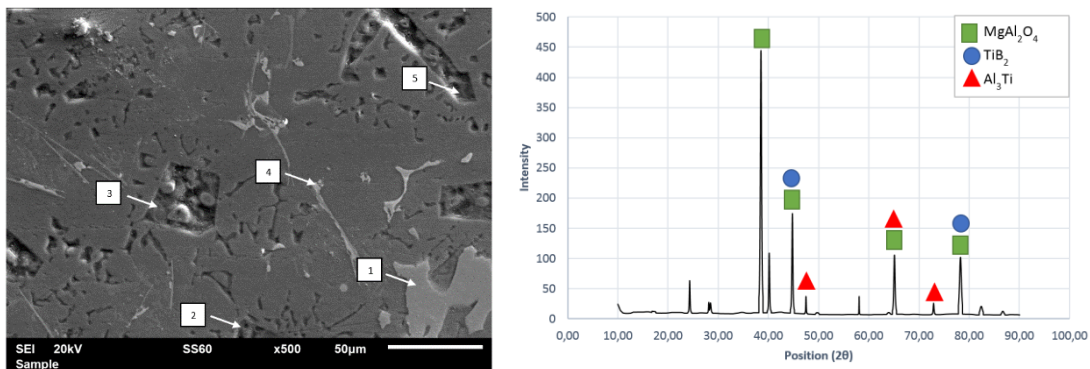 5
3
4
1
2
SEI 20kV SS60 x500 50µm
Sample
500
450
400
350
300
250
200
150
100
50
0
Intensity
0,00 10,00 20,00 30,00 40,00 50,00 60,00 70,00 80,00 90,00 100,00
Position (2θ)
MgAl₂O₄
TiB₂
Al₃Ti